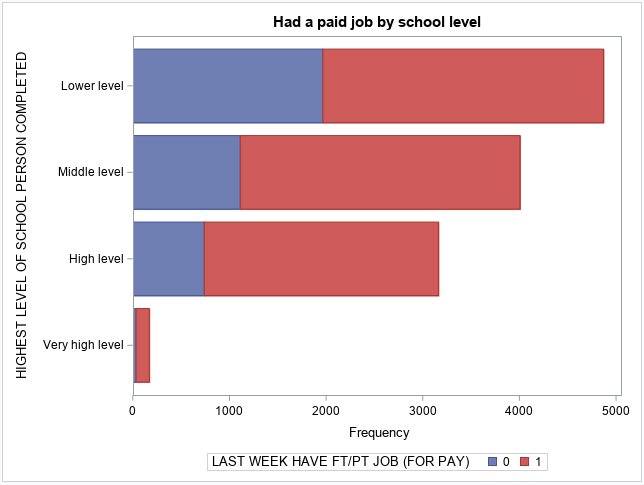 Had a paid job by school level
HIGHEST LEVEL OF SCHOOL PERSON COMPLETED
Lower level
Middle level
High level
Very high level
0 1000 2000 3000 4000 5000
Frequency
LAST WEEK HAVE FT/PT JOB (FOR PAY) 0 1